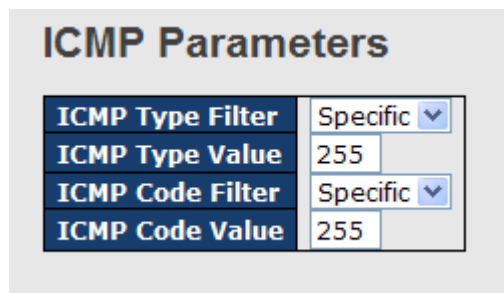 ICMP Parameters
ICMP Type Filter Specific
ICMP Type Value 255
ICMP Code Filter Specific
ICMP Code Value 255